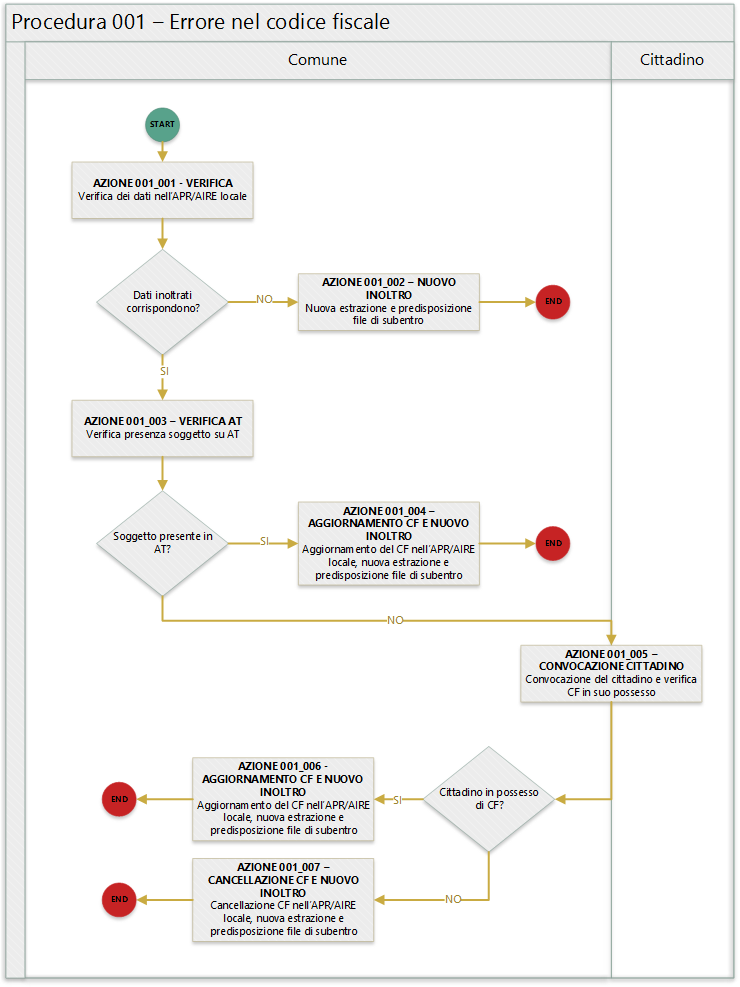 Procedura 001 – Errore nel codice fiscale
Comune
Cittadino
START
AZIONE 001_001 - VERIFICA
Verifica dei dati nell'APR/AIRE locale
Dati inoltrati
corrispondono?
NO
AZIONE 001_002 – NUOVO
INOLTRO
Nuova estrazione e predisposizione
file di subentro
END
SI
AZIONE 001_003 – VERIFICA AT
Verifica presenza soggetto su AT
Soggetto presente in
AT?
SI
AZIONE 001_004 –
AGGIORNAMENTO CF E NUOVO
INOLTRO
Aggiornamento del CF nell'APR/AIRE
locale, nuova estrazione e
predisposizione file di subentro
END
NO
AZIONE 001_005 –
CONVOCAZIONE CITTADINO
Convocazione del cittadino e verifica
CF in suo possesso
Cittadino in possesso
di CF?
SI
AZIONE 001_006 -
AGGIORNAMENTO CF E NUOVO
INOLTRO
Aggiornamento del CF nell'APR/AIRE
locale, nuova estrazione e
predisposizione file di subentro
END
NO
AZIONE 001_007 –
CANCELLAZIONE CF E NUOVO
INOLTRO
Cancellazione CF nell'APR/AIRE
locale, nuova estrazione e
predisposizione file di subentro
END